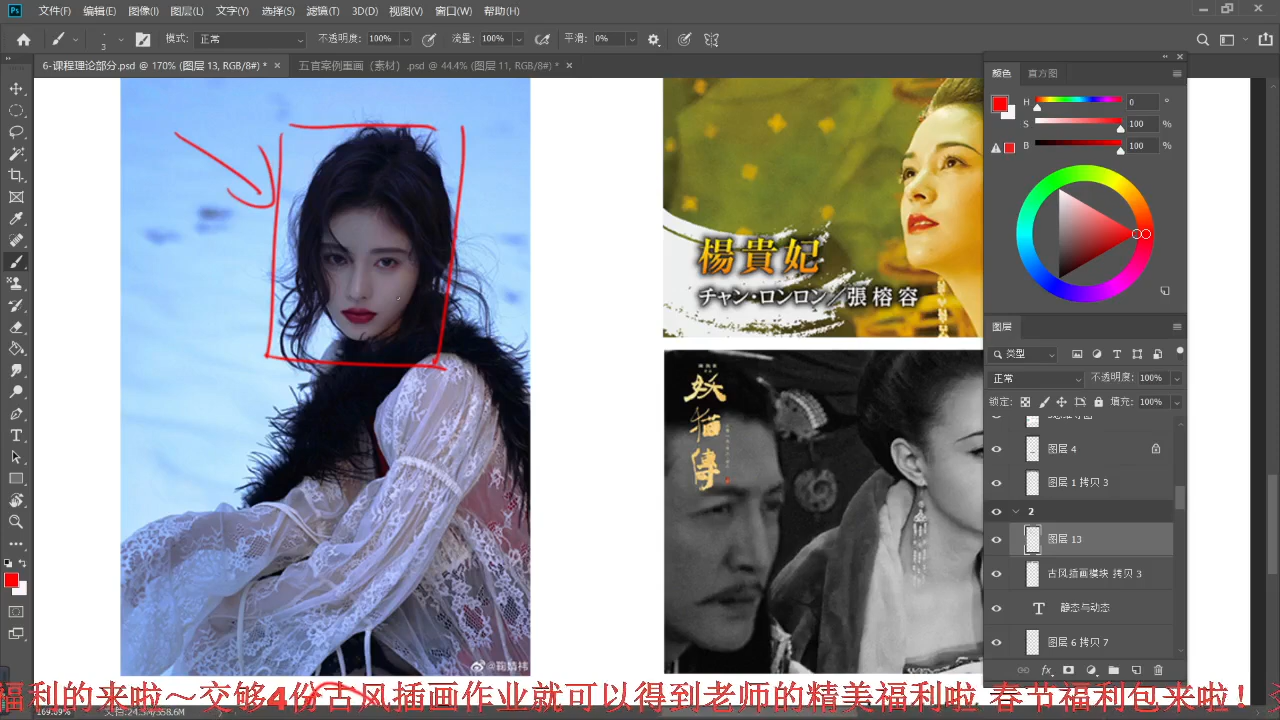 Ps 文件(F) 编辑(E) 图像(I) 图层(L) 文字(Y) 选择(S) 滤镜(T) 3D(D) 视图(V) 窗口(W) 帮助(H)
3 模式: 正常 不透明度: 100% 流量: 100% 平滑: 0%
6-课程理论部分.psd @ 170% (图层 13, RGB/8#) * × 五官案例重画（素材）.psd @ 44.4% (图层 11, RGB/8#) * ×
颜色 直方图
H 0 °
S 100 %
B 100 %
楊貴妃
チャン・ロンロン／張榕容
妖猫傳
@鞠婧祎
图层
类型
正常 不透明度: 100%
锁定: 填充: 100%
图层 4
图层 1 拷贝 3
2
图层 13
古风插画模块 拷贝 3
T 静态与动态
图层 6 拷贝 7
fx
福利的来啦～交够4份古风插画作业就可以得到老师的精美福利啦 春节福利包来啦！